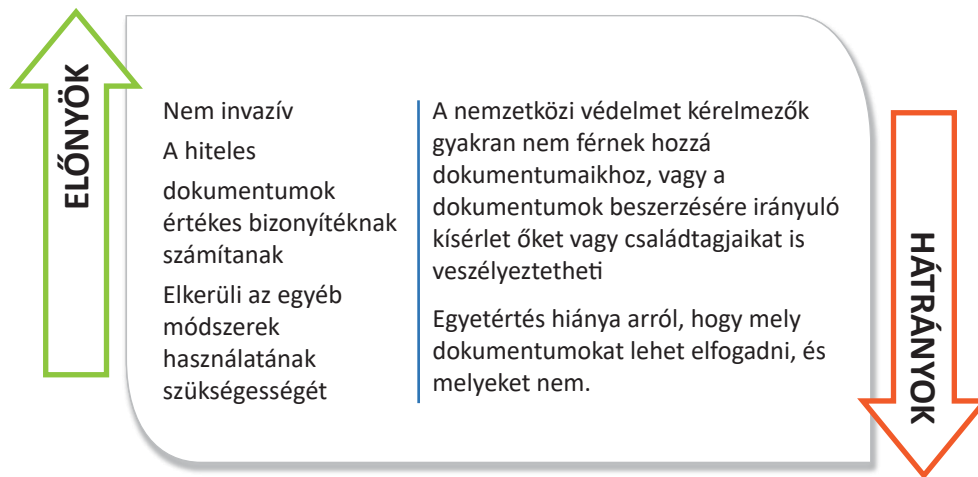 ELŐNYÖK
Nem invazív
A hiteles
dokumentumok
értékes bizonyítéknak
számítanak
Elkerüli az egyéb
módszerek
használatának
szükségességét
A nemzetközi védelmet kérelmezők
gyakran nem férnek hozzá
dokumentumaikhoz, vagy a
dokumentumok beszerzésére irányuló
kísérlet őket vagy családtagjaikat is
veszélyeztetheti
Egyetértés hiánya arról, hogy mely
dokumentumokat lehet elfogadni, és
melyeket nem.
HÁTRÁNYOK